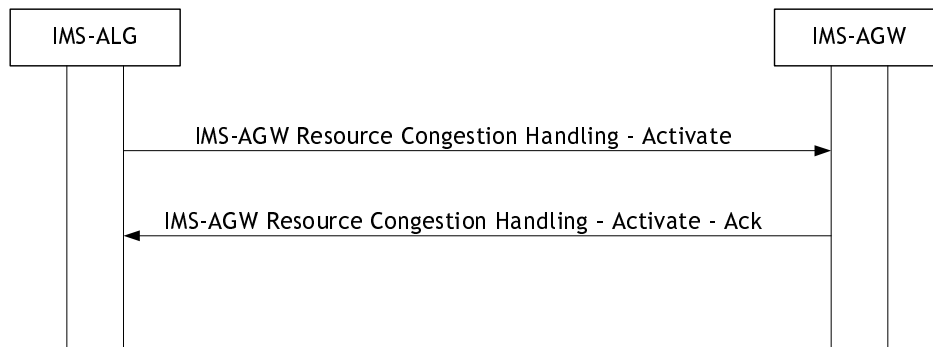 IMS-ALG
IMS-AGW
IMS-AGW Resource Congestion Handling - Activate
IMS-AGW Resource Congestion Handling – Activate - Ack